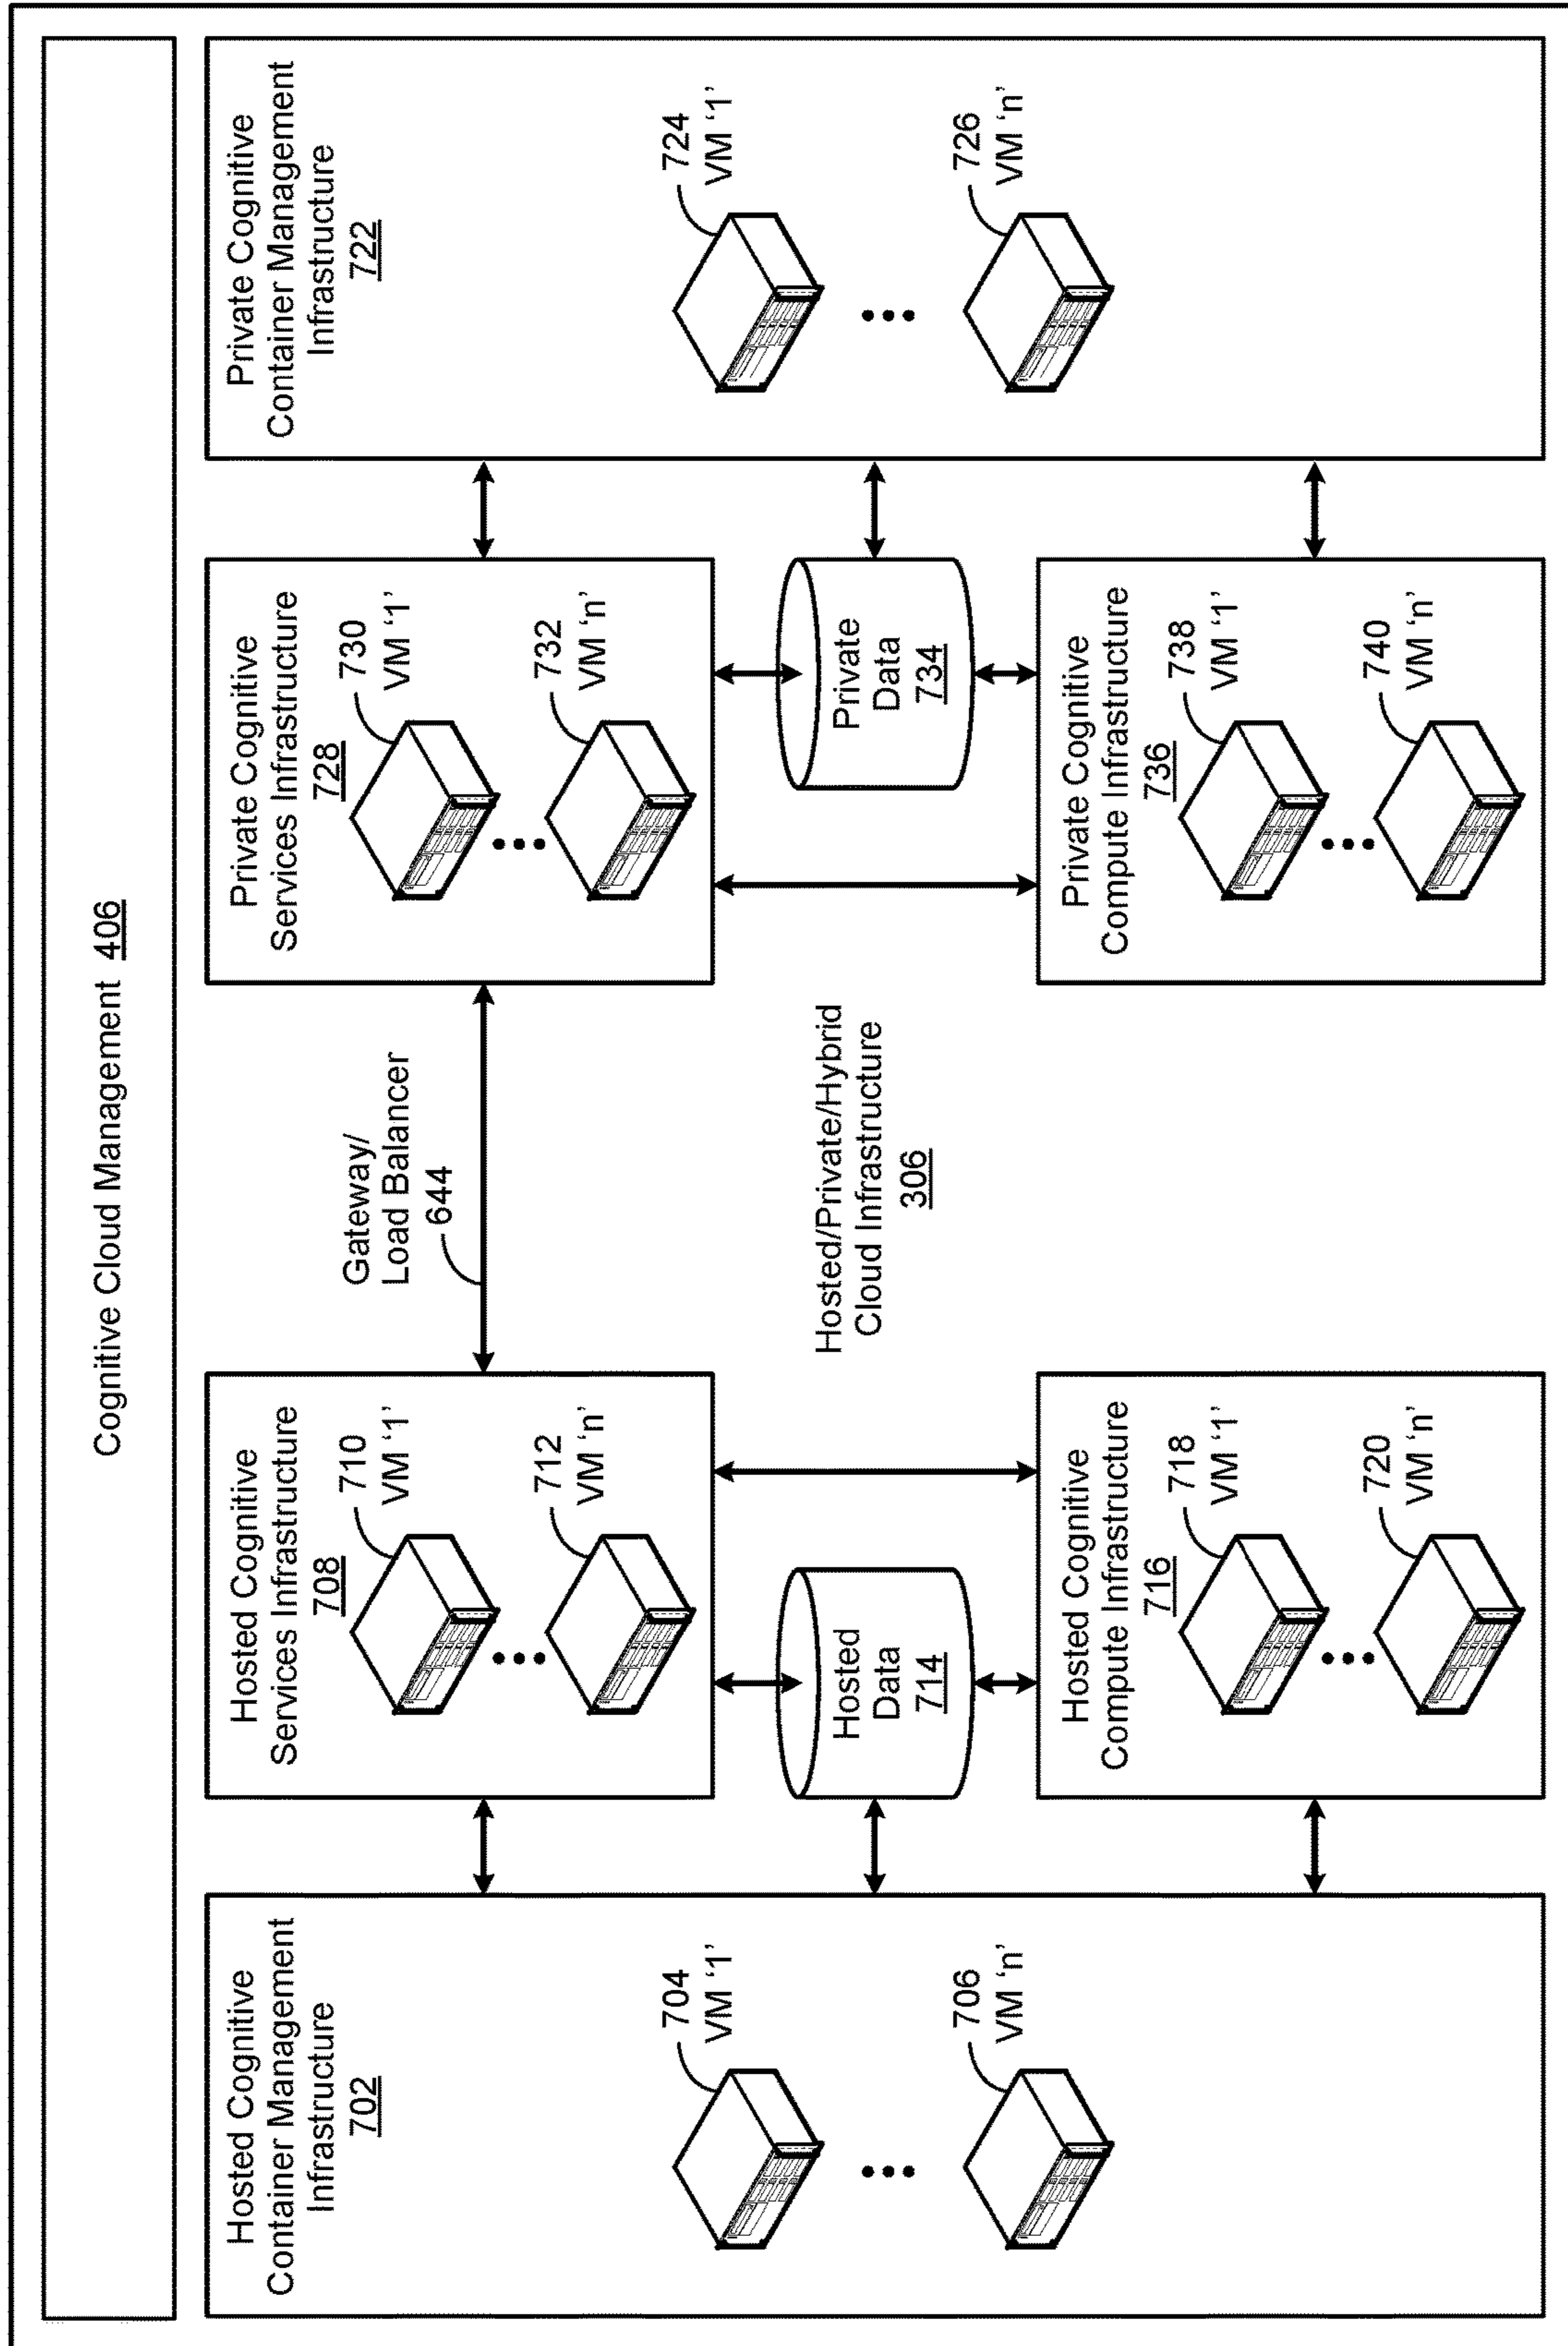 Cognitive Cloud Management 406
Hosted Cognitive
Container Management
Infrastructure
702
704
VM ‘1’
706
VM ‘n’
Hosted Cognitive
Services Infrastructure
708
710
VM ‘1’
712
VM ‘n’
Hosted
Data
714
Hosted Cognitive
Compute Infrastructure
716
718
VM ‘1’
720
VM ‘n’
Gateway/
Load Balancer
644
Hosted/Private/Hybrid
Cloud Infrastructure
306
Private Cognitive
Services Infrastructure
728
730
VM ‘1’
732
VM ‘n’
Private
Data
734
Private Cognitive
Compute Infrastructure
736
738
VM ‘1’
740
VM ‘n’
Private Cognitive
Container Management
Infrastructure
722
724
VM ‘1’
726
VM ‘n’